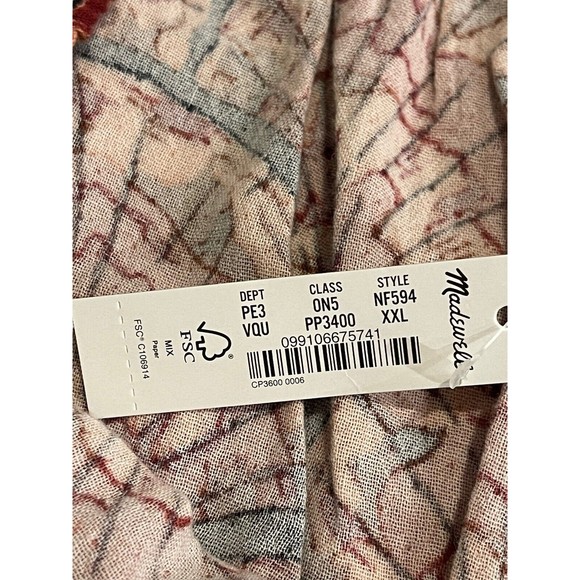 DEPT CLASS STYLE
PE3 0N5 NF594
VQU PP3400 XXL
099106675741
CP3600 0006
Madewell
FSC
MIX
Paper
FSC® C106914